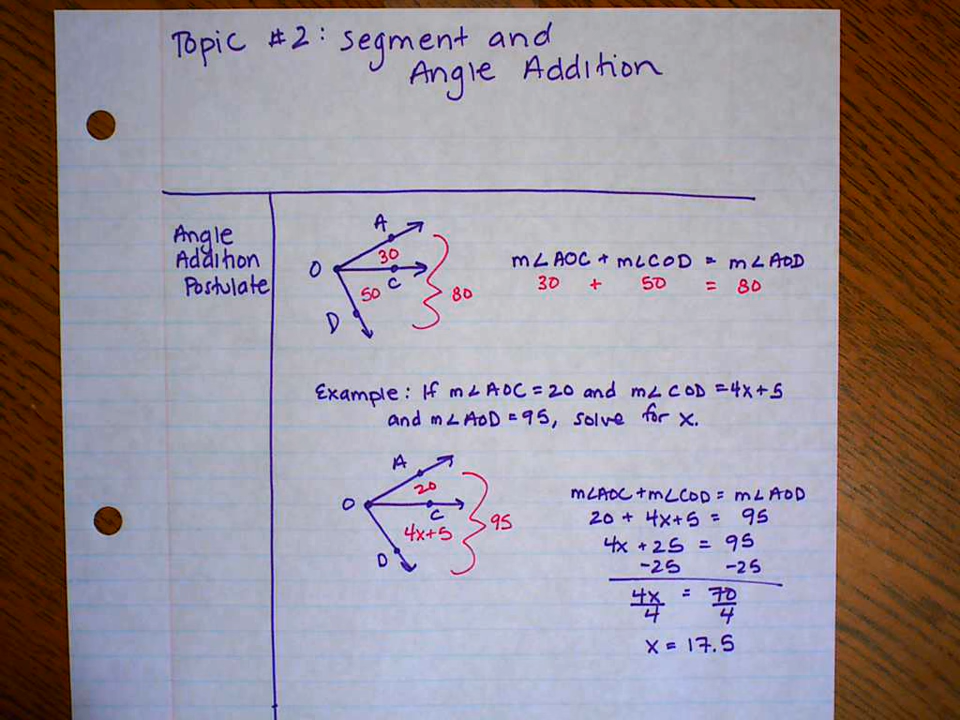 Topic #2: Segment and
Angle Addition
Angle
Addition
Postulate
A
O
30
C
50
D
80
m∠AOC + m∠COD = m∠AOD
30 + 50 = 80
Example: If m∠AOC = 20 and m∠COD = 4x+5
and m∠AOD = 95, solve for x.
A
O
20
C
4x+5
D
95
m∠AOC + m∠COD = m∠AOD
20 + 4x+5 = 95
4x + 25 = 95
-25 -25
4x = 70
4 4
x = 17.5